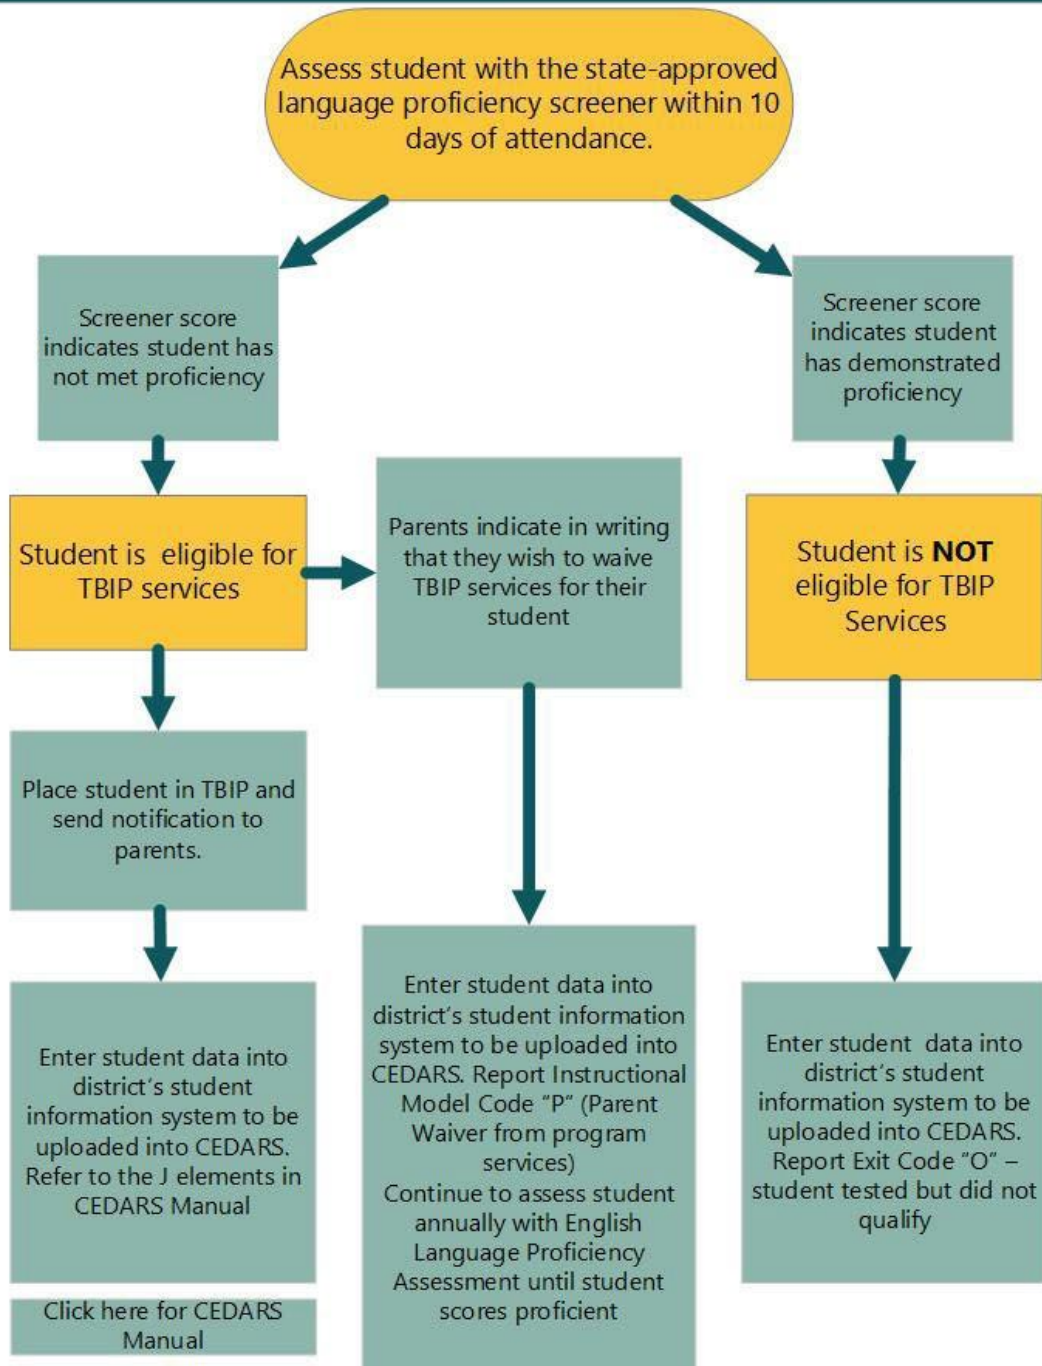 Assess student with the state-approved
language proficiency screener within 10
days of attendance.
Screener score
indicates student has
not met proficiency
Screener score
indicates student
has demonstrated
proficiency
Student is eligible for
TBIP services
Parents indicate in writing
that they wish to waive
TBIP services for their
student
Student is NOT
eligible for TBIP
Services
Place student in TBIP and
send notification to
parents.
Enter student data into
district's student
information system to be
uploaded into CEDARS.
Refer to the J elements in
CEDARS Manual
Click here for CEDARS
Manual
Enter student data into
district's student information
system to be uploaded into
CEDARS. Report Instructional
Model Code "P" (Parent
Waiver from program
services)
Continue to assess student
annually with English
Language Proficiency
Assessment until student
scores proficient
Enter student data into
district's student
information system to be
uploaded into CEDARS.
Report Exit Code "O" –
student tested but did not
qualify